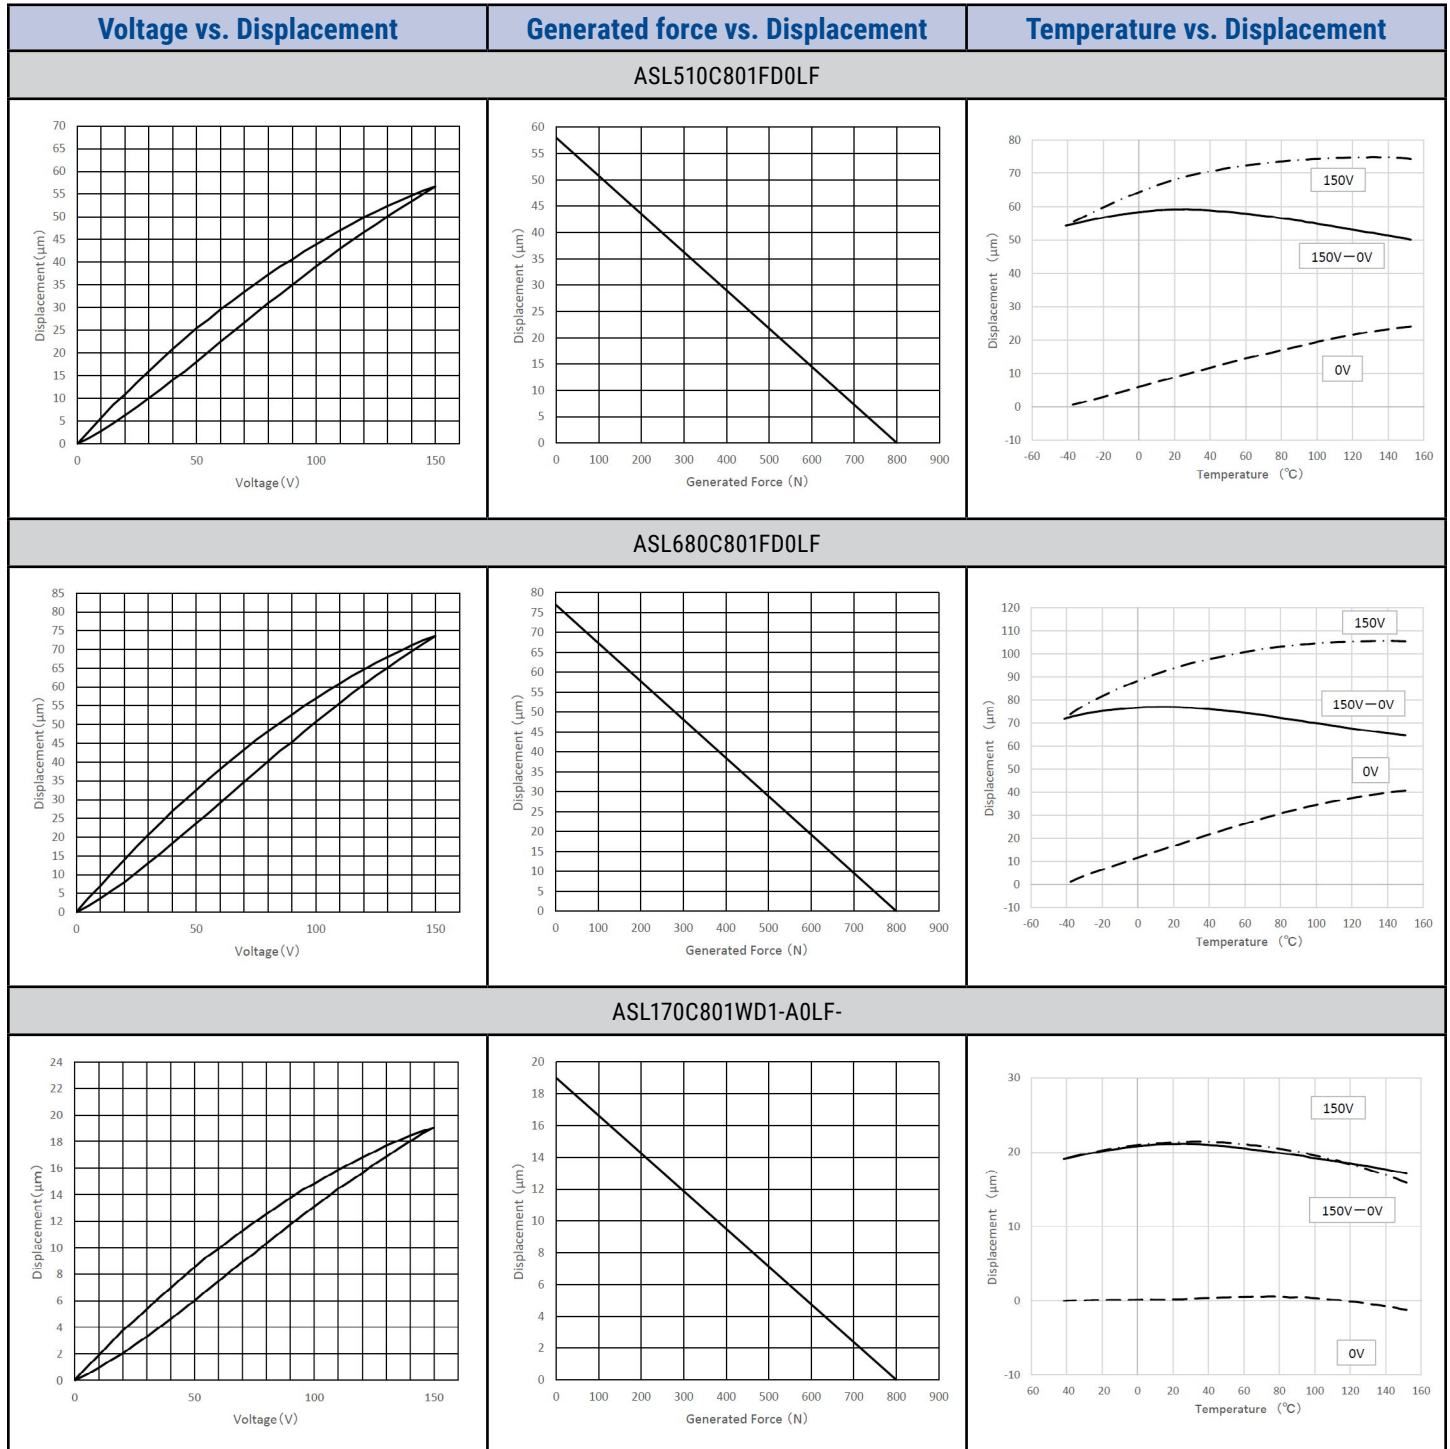 Voltage vs. Displacement
Generated force vs. Displacement
Temperature vs. Displacement
ASL510C801FD0LF
70
65
60
55
50
45
40
35
30
25
20
15
10
5
0
Displacement(μm)
0 50 100 150
Voltage(V)
60
55
50
45
40
35
30
25
20
15
10
5
0
Displacement (μm)
0 100 200 300 400 500 600 700 800 900
Generated Force (N)
80
70
60
50
40
30
20
10
0
-10
Displacement (μm)
150V
150V－0V
0V
-60 -40 -20 0 20 40 60 80 100 120 140 160
Temperature (℃)
ASL680C801FD0LF
85
80
75
70
65
60
55
50
45
40
35
30
25
20
15
10
5
0
Displacement(μm)
0 50 100 150
Voltage(V)
80
75
70
65
60
55
50
45
40
35
30
25
20
15
10
5
0
Displacement (μm)
0 100 200 300 400 500 600 700 800 900
Generated Force (N)
120
110
100
90
80
70
60
50
40
30
20
10
0
-10
Displacement (μm)
150V
150V－0V
0V
-60 -40 -20 0 20 40 60 80 100 120 140 160
Temperature (℃)
ASL170C801WD1-A0LF-
24
22
20
18
16
14
12
10
8
6
4
2
0
Displacement(μm)
0 50 100 150
Voltage(V)
20
18
16
14
12
10
8
6
4
2
0
Displacement (μm)
0 100 200 300 400 500 600 700 800 900
Generated Force (N)
30
20
10
0
-10
Displacement (μm)
150V
150V－0V
0V
60 40 20 0 20 40 60 80 100 120 140 160
Temperature (℃)